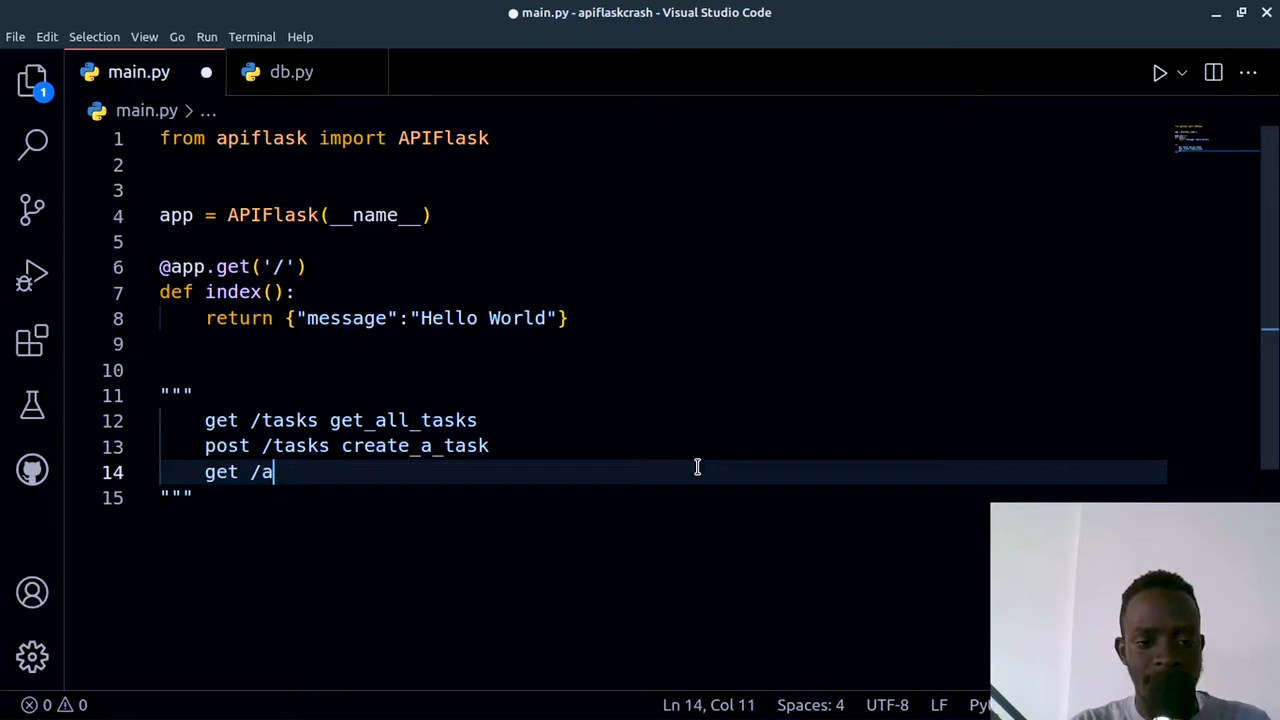 main.py - apiflaskcrash - Visual Studio Code
File Edit Selection View Go Run Terminal Help
1
main.py db.py
main.py > ...
1 from apiflask import APIFlask
2
3
4 app = APIFlask(__name__)
5
6 @app.get('/')
7 def index():
8 return {"message":"Hello World"}
9
10
11 """
12 get /tasks get_all_tasks
13 post /tasks create_a_task
14 get /a
15 """
0 0 Ln 14, Col 11 Spaces: 4 UTF-8 LF